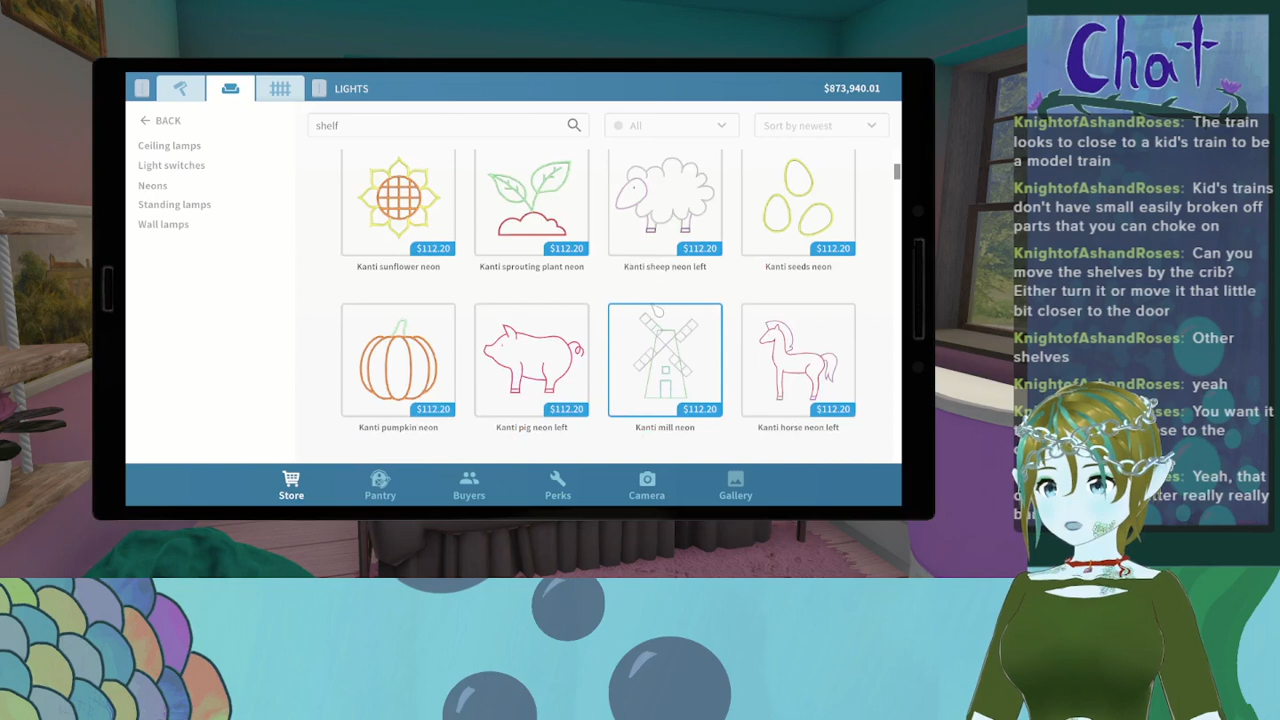 LIGHTS
$873,940.01
BACK
Ceiling lamps
Light switches
Neons
Standing lamps
Wall lamps
shelf
All
Sort by newest
$112.20
$112.20
$112.20
$112.20
Kanti sunflower neon
Kanti sprouting plant neon
Kanti sheep neon left
Kanti seeds neon
$112.20
$112.20
$112.20
$112.20
Kanti pumpkin neon
Kanti pig neon left
Kanti mill neon
Kanti horse neon left
Store
Pantry
Buyers
Perks
Camera
Gallery
Chat
KnightofAshandRoses: The train
looks to close to a kid's train to be
a model train
KnightofAshandRoses: Kid's trains
don't have small easily broken off
parts that you can choke on
KnightofAshandRoses: Can you
move the shelves by the crib?
Either turn it or move it that little
bit closer to the door
KnightofAshandRoses: Other
shelves
KnightofAshandRoses: yeah
You want it
to the
Yeah, that
really really